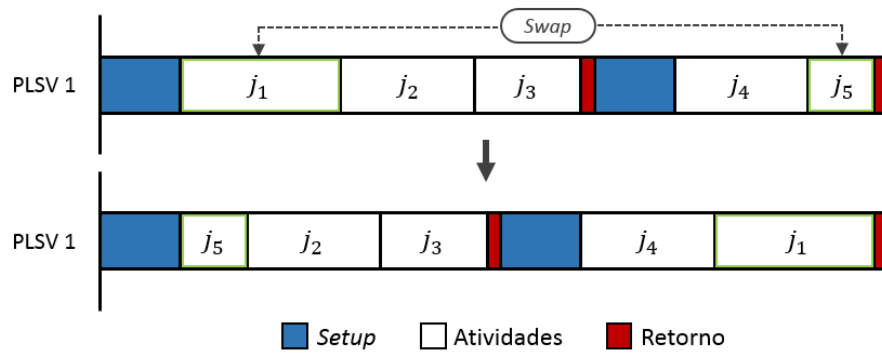 Swap
PLSV 1 j₁ j₂ j₃ j₄ j₅
PLSV 1 j₅ j₂ j₃ j₄ j₁
Setup Atividades Retorno